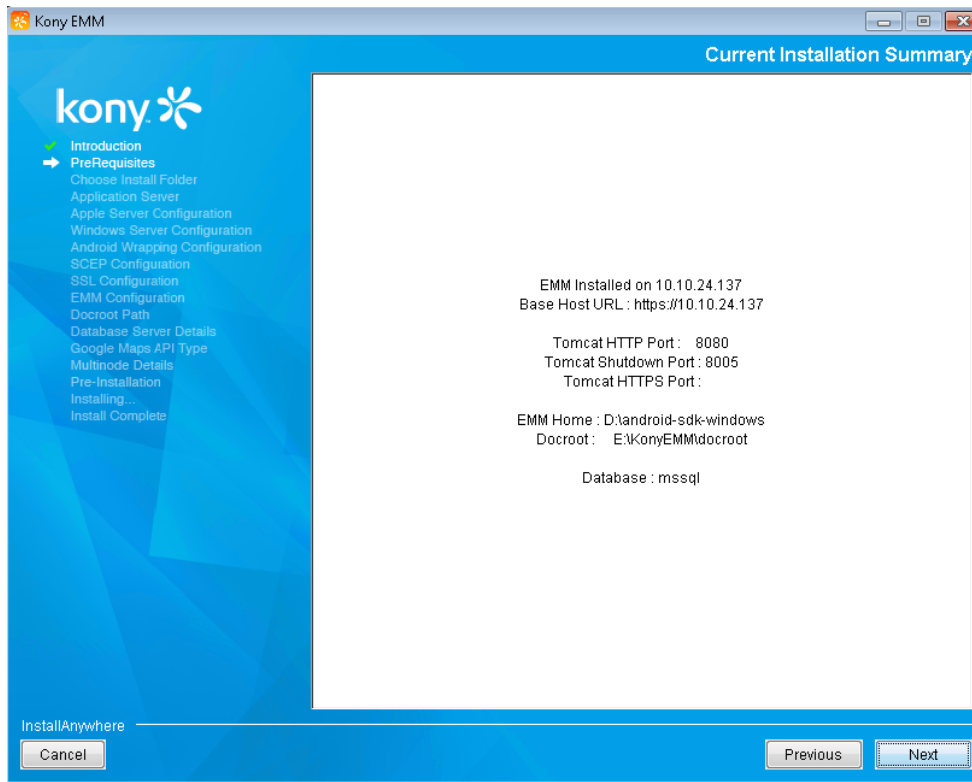 Kony EMM
Current Installation Summary
kony
Introduction
PreRequisites
Choose Install Folder
Application Server
Apple Server Configuration
Windows Server Configuration
Android Wrapping Configuration
SCEP Configuration
SSL Configuration
EMM Configuration
Docroot Path
Database Server Details
Google Maps API Type
Multinode Details
Pre-Installation
Installing...
Install Complete
EMM Installed on 10.10.24.137
Base Host URL : https://10.10.24.137
Tomcat HTTP Port : 8080
Tomcat Shutdown Port : 8005
Tomcat HTTPS Port :
EMM Home : D:\android-sdk-windows
Docroot : E:\KonyEMM\docroot
Database : mssql
InstallAnywhere
Cancel
Previous
Next